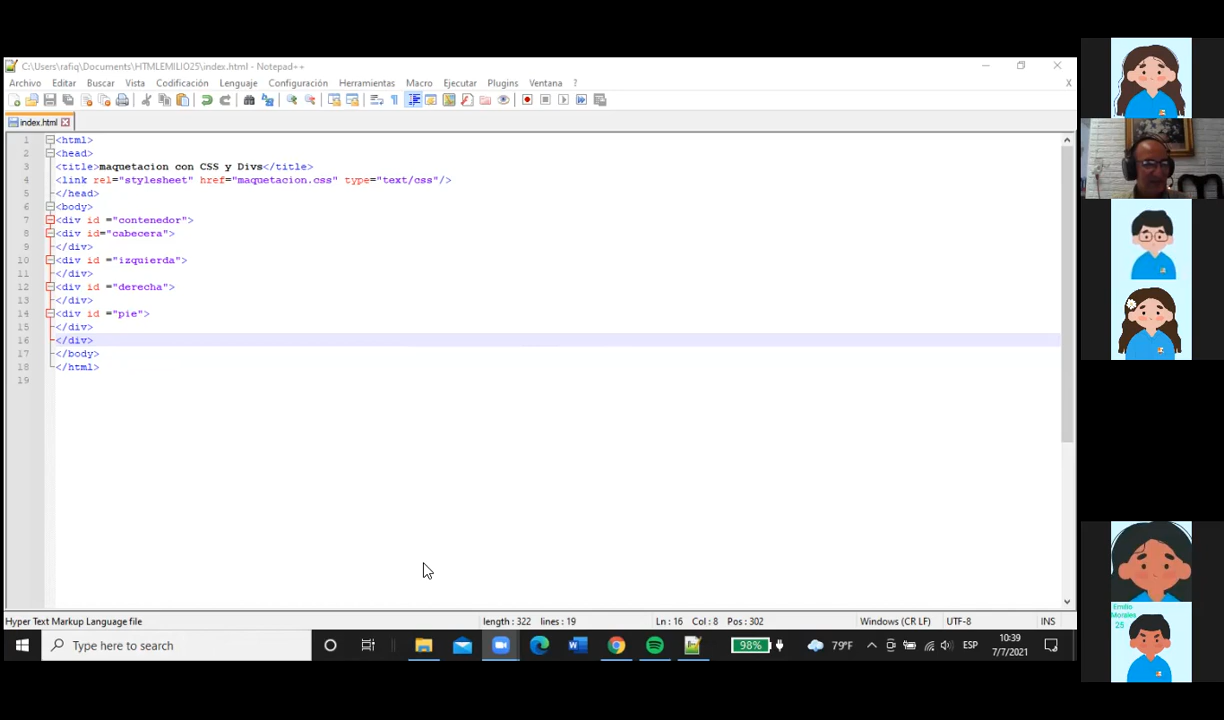 C:\Users\rafiq\Documents\HTMLEMILIO25\index.html - Notepad++
Archivo Editar Buscar Vista Codificación Lenguaje Configuración Herramientas Macro Ejecutar Plugins Ventana ? X
index.html
1 <html>
2 <head>
3 <title>maquetacion con CSS y Divs</title>
4 <link rel="stylesheet" href="maquetacion.css" type="text/css"/>
5 </head>
6 <body>
7 <div id ="contenedor">
8 <div id="cabecera">
9 </div>
10 <div id ="izquierda">
11 </div>
12 <div id ="derecha">
13 </div>
14 <div id ="pie">
15 </div>
16 </div>
17 </body>
18 </html>
19
Hyper Text Markup Language file length : 322 lines : 19 Ln : 16 Col : 8 Pos : 302 Windows (CR LF) UTF-8 INS
Type here to search 98% 79°F ESP 10:39
7/7/2021
Emilio
Morales
25